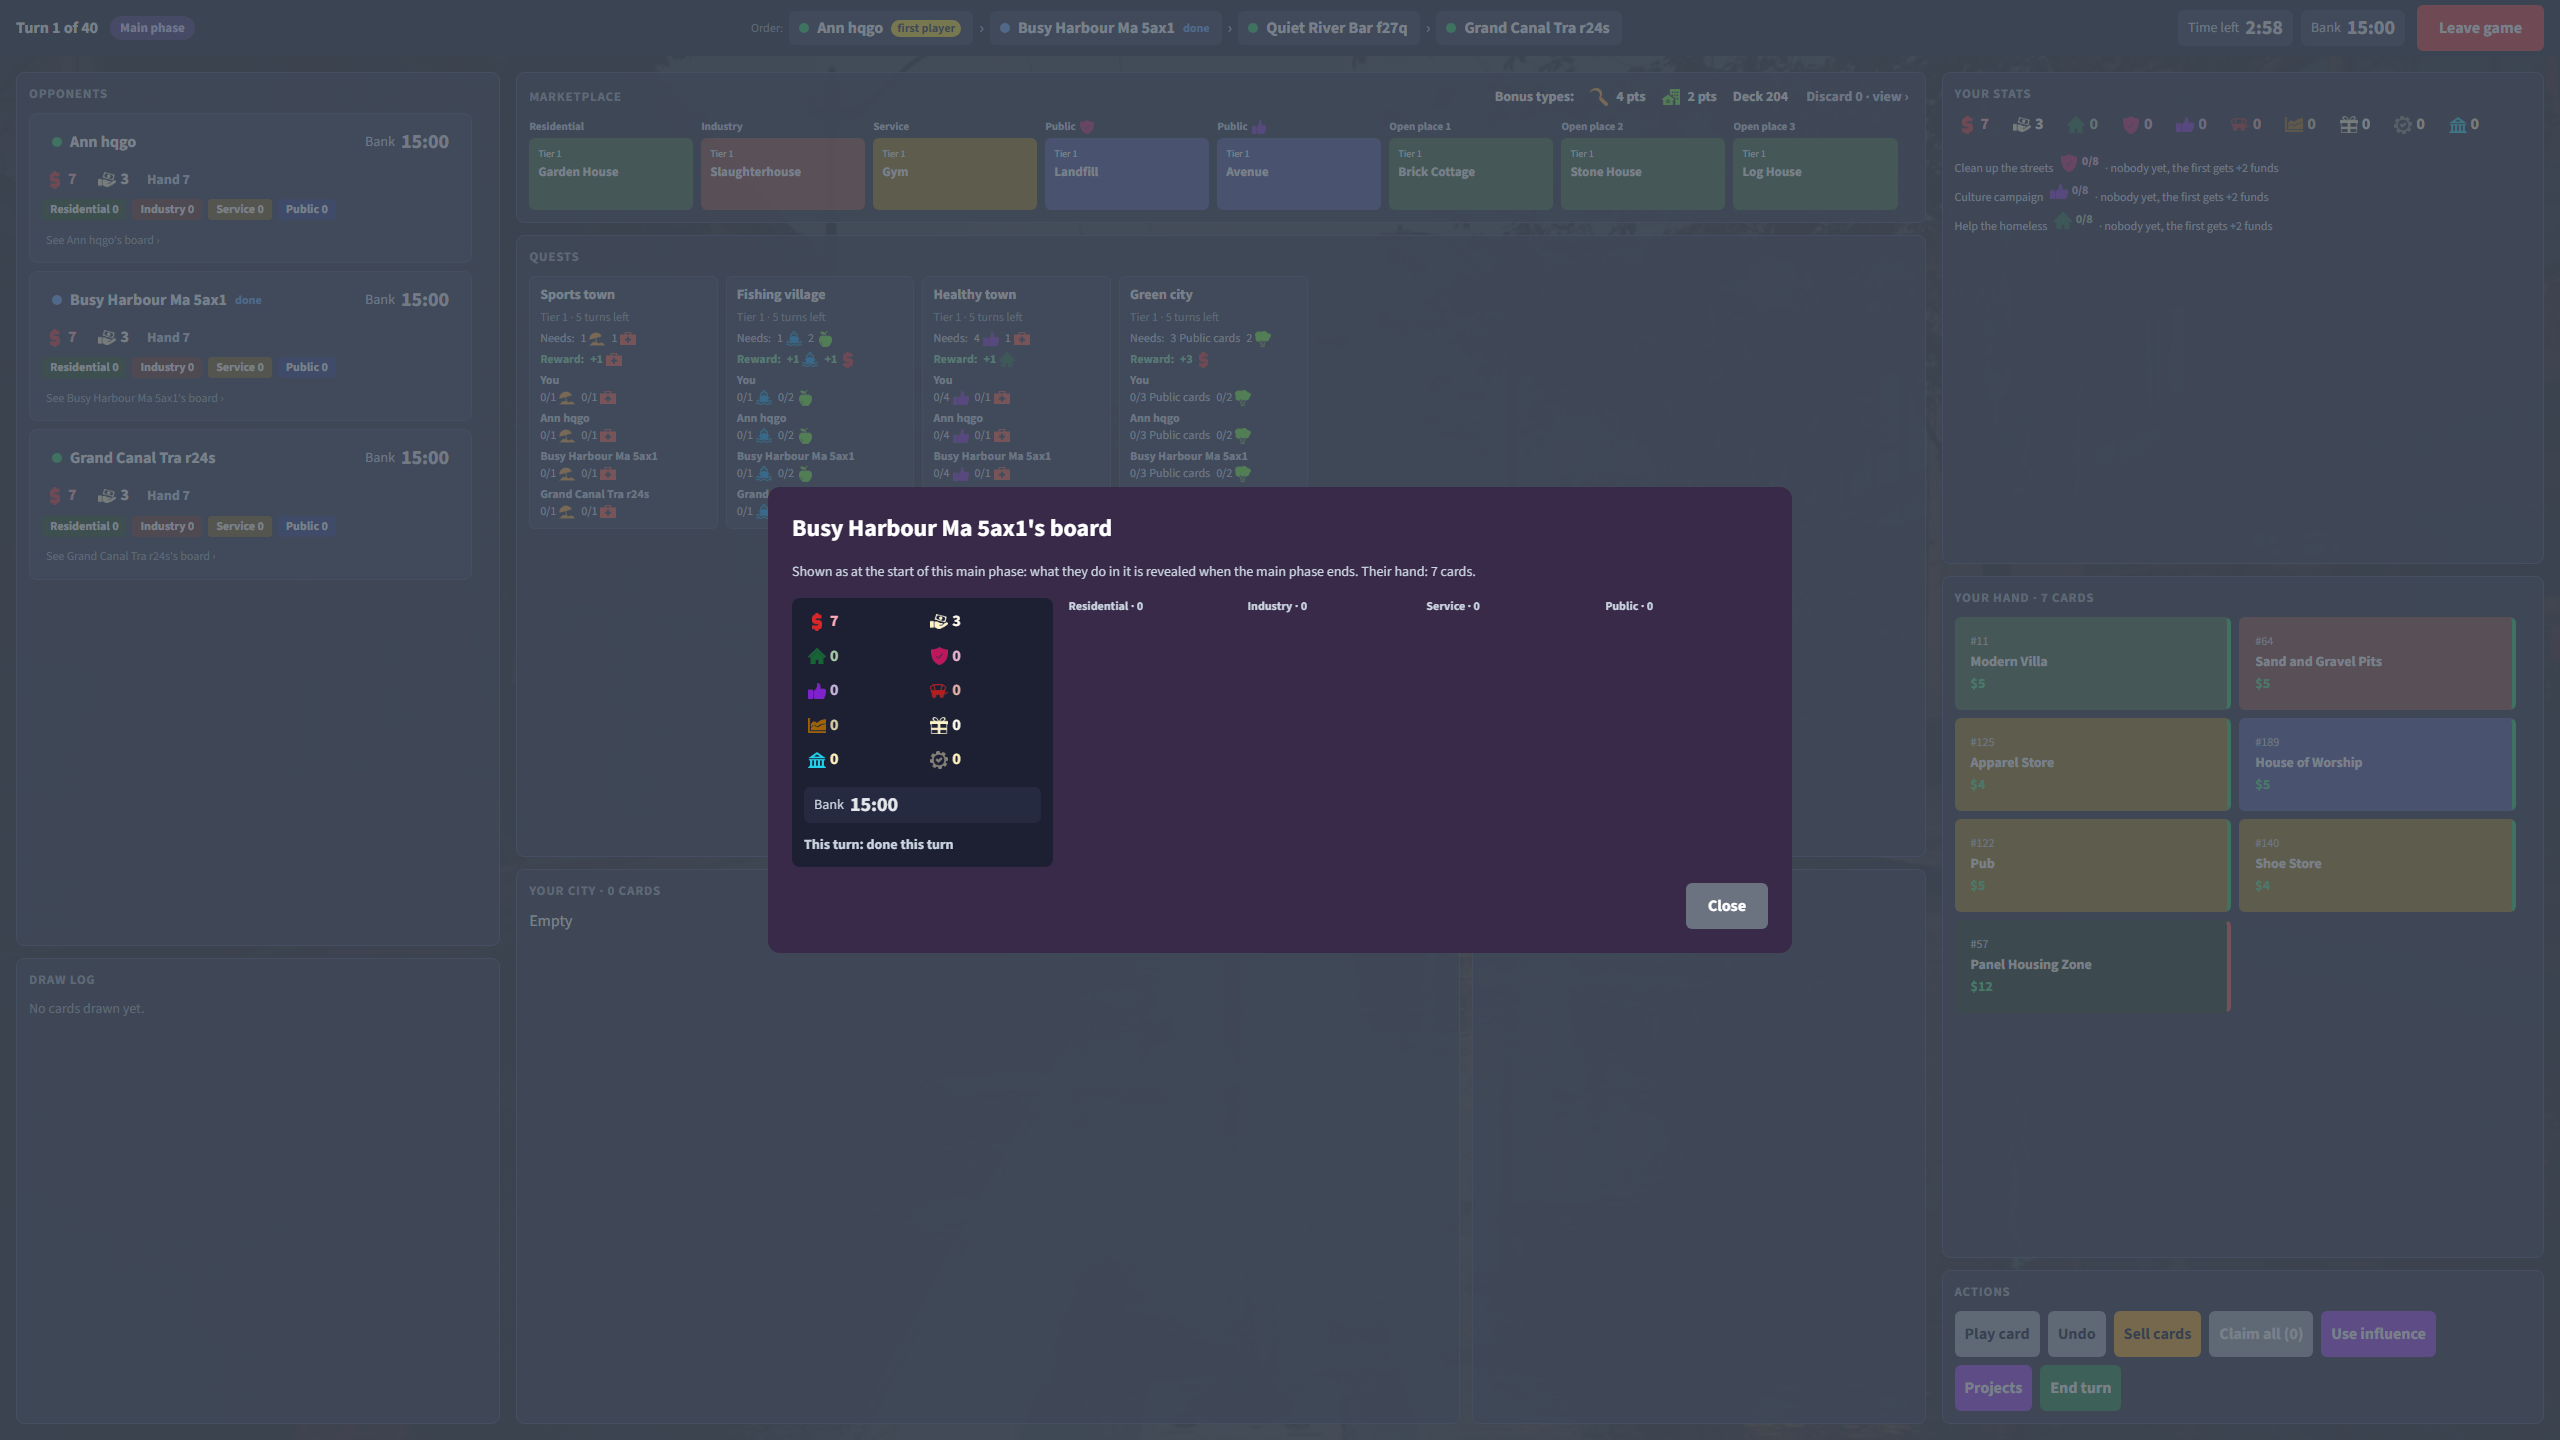 Turn 1 of 40 Main phase
Order: Ann hqgo first player › Busy Harbour Ma 5ax1 done › Quiet River Bar f27q › Grand Canal Tra r24s
Time left 2:58 Bank 15:00 Leave game
OPPONENTS
Ann hqgo Bank 15:00
7 3 Hand 7
Residential 0 Industry 0 Service 0 Public 0
See Ann hqgo's board ›
Busy Harbour Ma 5ax1 done Bank 15:00
7 3 Hand 7
Residential 0 Industry 0 Service 0 Public 0
See Busy Harbour Ma 5ax1's board ›
Grand Canal Tra r24s Bank 15:00
7 3 Hand 7
Residential 0 Industry 0 Service 0 Public 0
See Grand Canal Tra r24s's board ›
DRAW LOG
No cards drawn yet.
MARKETPLACE
Bonus types: 4 pts 2 pts Deck 204 Discard 0 · view ›
Residential Industry Service Public Public Open place 1 Open place 2 Open place 3
Tier 1 Tier 1 Tier 1 Tier 1 Tier 1 Tier 1 Tier 1 Tier 1
Garden House Slaughterhouse Gym Landfill Avenue Brick Cottage Stone House Log House
QUESTS
Sports town
Tier 1 · 5 turns left
Needs: 1 1
Reward: +1
You
0/1 0/1
Ann hqgo
0/1 0/1
Busy Harbour Ma 5ax1
0/1 0/1
Grand Canal Tra r24s
0/1 0/1
Fishing village
Tier 1 · 5 turns left
Needs: 1 2
Reward: +1 +1
You
0/1 0/2
Ann hqgo
0/1 0/2
Busy Harbour Ma 5ax1
0/1 0/2
Grand
0/1
Healthy town
Tier 1 · 5 turns left
Needs: 4 1
Reward: +1
You
0/4 0/1
Ann hqgo
0/4 0/1
Busy Harbour Ma 5ax1
0/4 0/1
Green city
Tier 1 · 5 turns left
Needs: 3 Public cards 2
Reward: +3
You
0/3 Public cards 0/2
Ann hqgo
0/3 Public cards 0/2
Busy Harbour Ma 5ax1
0/3 Public cards 0/2
Busy Harbour Ma 5ax1's board
Shown as at the start of this main phase: what they do in it is revealed when the main phase ends. Their hand: 7 cards.
7 3
0 0
0 0
0 0
0 0
Bank 15:00
This turn: done this turn
Residential · 0 Industry · 0 Service · 0 Public · 0
Close
YOUR CITY · 0 CARDS
Empty
YOUR STATS
7 3 0 0 0 0 0 0 0 0
Clean up the streets 0/8 · nobody yet, the first gets +2 funds
Culture campaign 0/8 · nobody yet, the first gets +2 funds
Help the homeless 0/8 · nobody yet, the first gets +2 funds
YOUR HAND · 7 CARDS
#11
Modern Villa
$5
#64
Sand and Gravel Pits
$5
#125
Apparel Store
$4
#189
House of Worship
$5
#122
Pub
$5
#140
Shoe Store
$4
#57
Panel Housing Zone
$12
ACTIONS
Play card Undo Sell cards Claim all (0) Use influence
Projects End turn